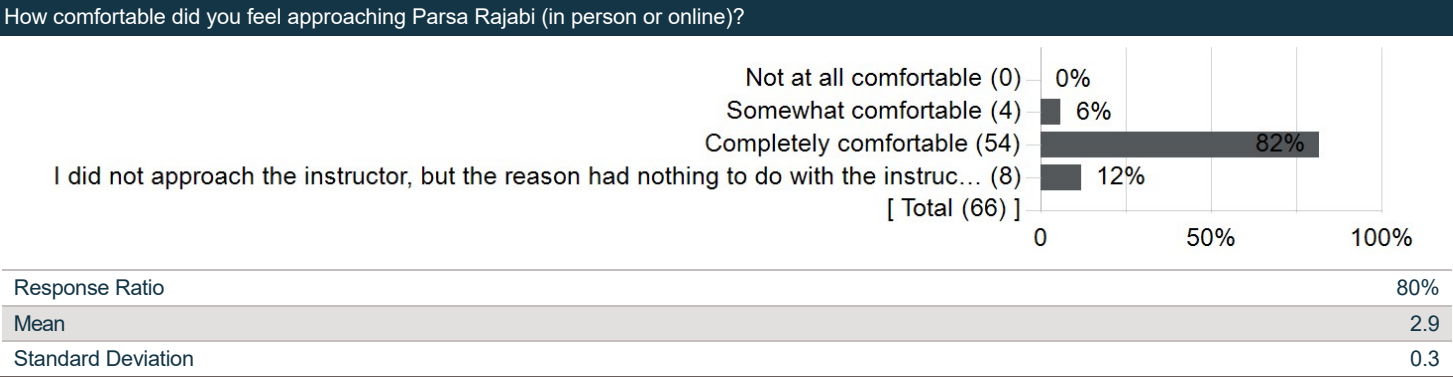 How comfortable did you feel approaching Parsa Rajabi (in person or online)?
Not at all comfortable (0) 0%
Somewhat comfortable (4) 6%
Completely comfortable (54) 82%
I did not approach the instructor, but the reason had nothing to do with the instruc... (8) 12%
[ Total (66) ]
0 50% 100%
Response Ratio 80%
Mean 2.9
Standard Deviation 0.3